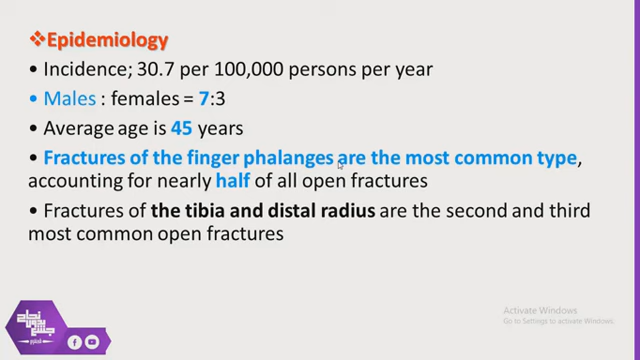 ❖Epidemiology
• Incidence; 30.7 per 100,000 persons per year
• Males : females = 7:3
• Average age is 45 years
• Fractures of the finger phalanges are the most common type,
accounting for nearly half of all open fractures
• Fractures of the tibia and distal radius are the second and third
most common open fractures
Activate Windows
Go to Settings to activate Windows.